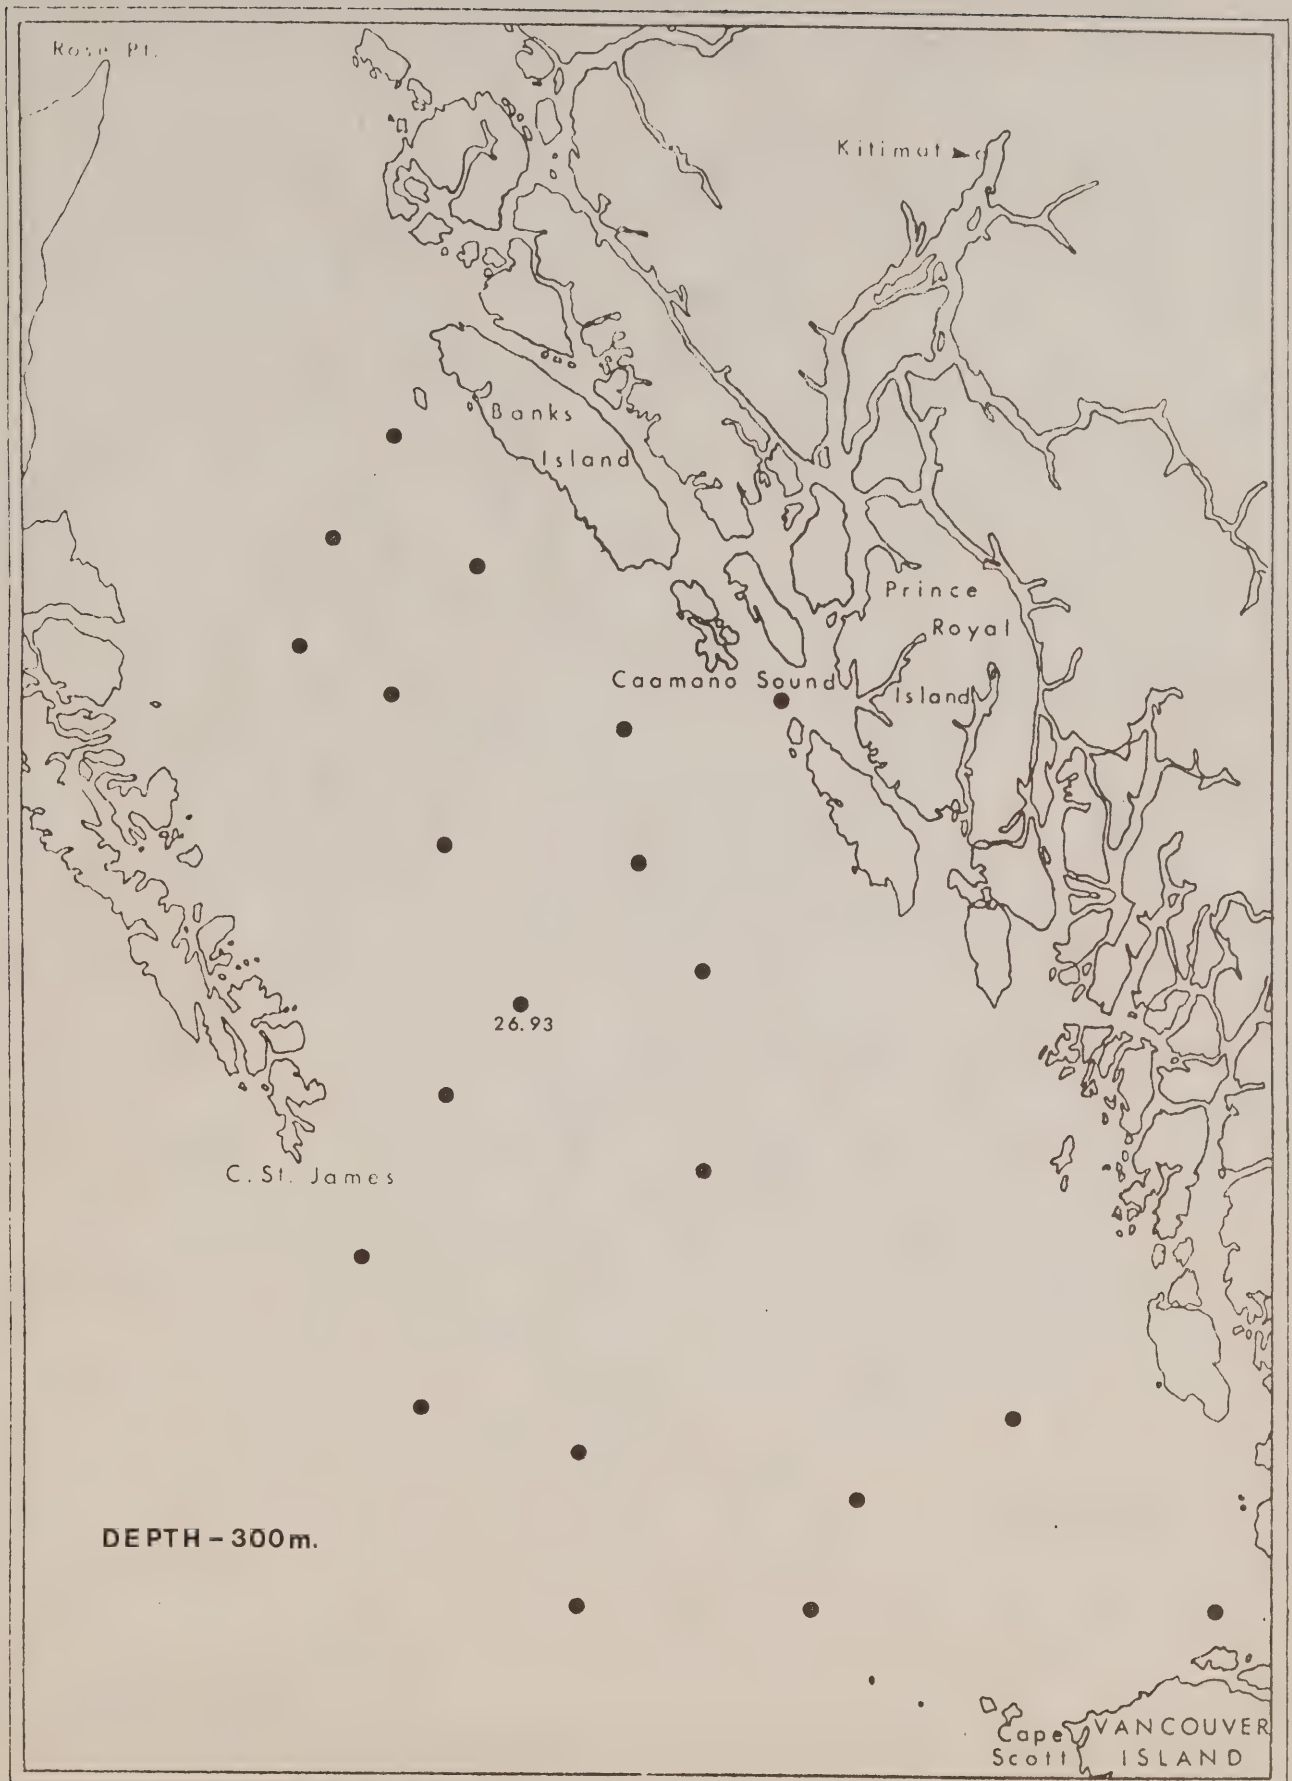 Rose Pt.
Kitimat
Banks
Island
Prince
Royal
Island
Caamano Sound
26.93
C. St. James
DEPTH – 300m.
Cape
Scott
VANCOUVER
ISLAND